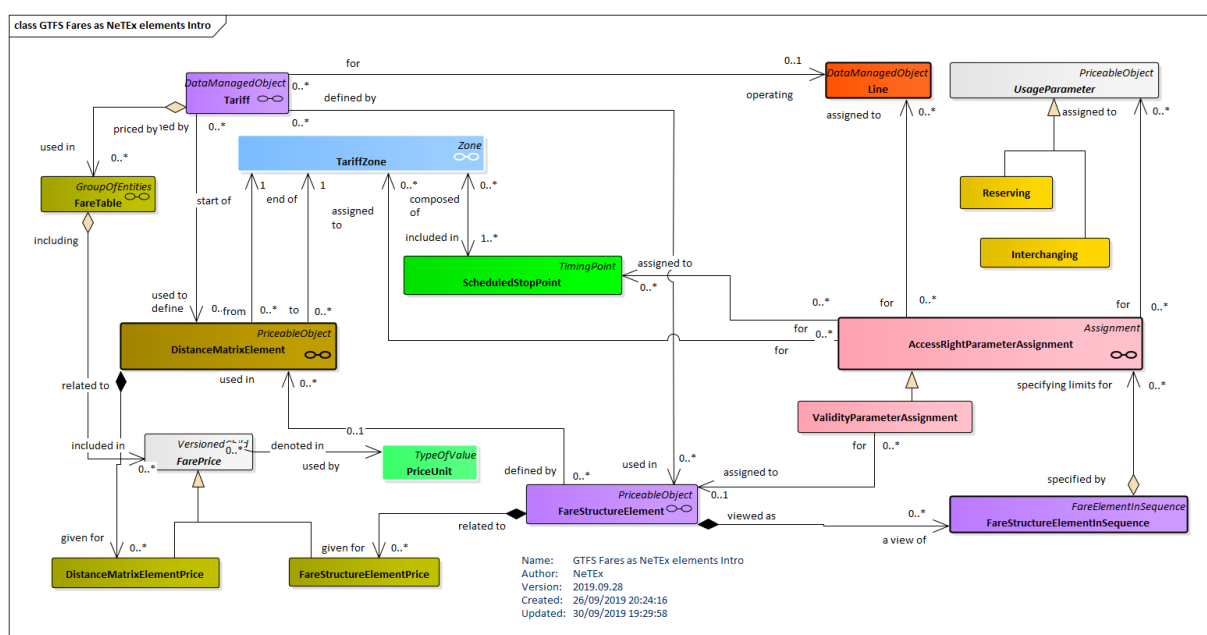 class GTFS Fares as NeTEx elements Intro
for
0..1
DataManagedObject
Tariff
0..*
defined by
operating
DataManagedObject
Line
PriceableObject
UsageParameter
priced by
ned by
0..*
0..*
assigned to
0..*
assigned to
0..*
used in
0..*
Zone
TariffZone
GroupOfEntities
FareTable
1
1
0..*
0..*
Reserving
start of
end of
assigned
to
composed
of
including
included in
1..*
Interchanging
TimingPoint
ScheduledStopPoint
assigned to
0..*
used to
define
0..
from
0..*
to
0..*
0..*
for
0..*
for
0..*
PriceableObject
DistanceMatrixElement
for
0..*
for
Assignment
AccessRightParameterAssignment
used in
0..*
related to
specifying limits for
0..*
ValidityParameterAssignment
0..1
included in
0..*
VersionedChild
FarePrice
0..*
denoted in
used by
TypeOfValue
PriceUnit
for
0..*
defined by
0..*
used in
0..*
assigned to
0..1
specified by
PriceableObject
FareStructureElement
FareElementInSequence
FareStructureElementInSequence
related to
viewed as
0..*
a view of
given for
0..*
given for
0..*
DistanceMatrixElementPrice
FareStructureElementPrice
Name: GTFS Fares as NeTEx elements Intro
Author: NeTEx
Version: 2019.09.28
Created: 26/09/2019 20:24:16
Updated: 30/09/2019 19:29:58